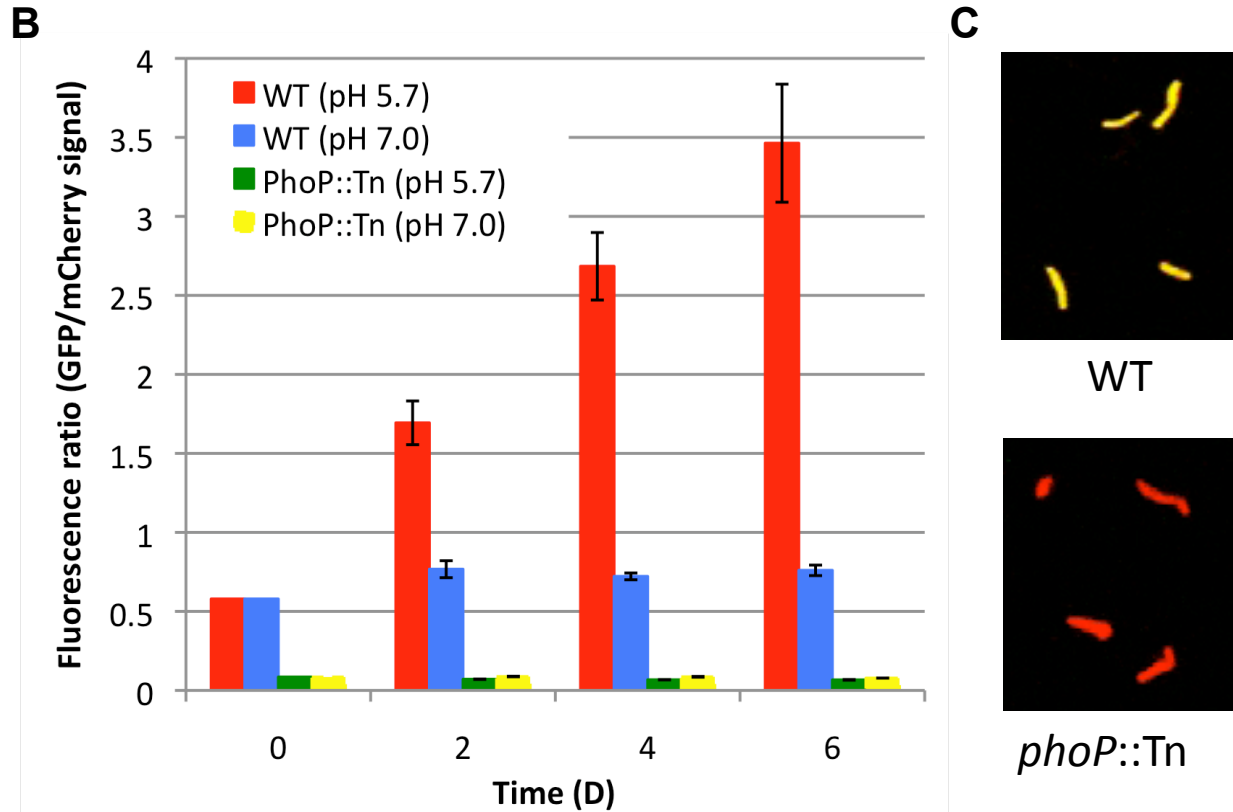 B
C
4
3.5
3
2.5
2
1.5
1
0.5
0
Fluorescence ratio (GFP/mCherry signal)
WT (pH 5.7)
WT (pH 7.0)
PhoP::Tn (pH 5.7)
PhoP::Tn (pH 7.0)
0 2 4 6
Time (D)
WT
phoP::Tn